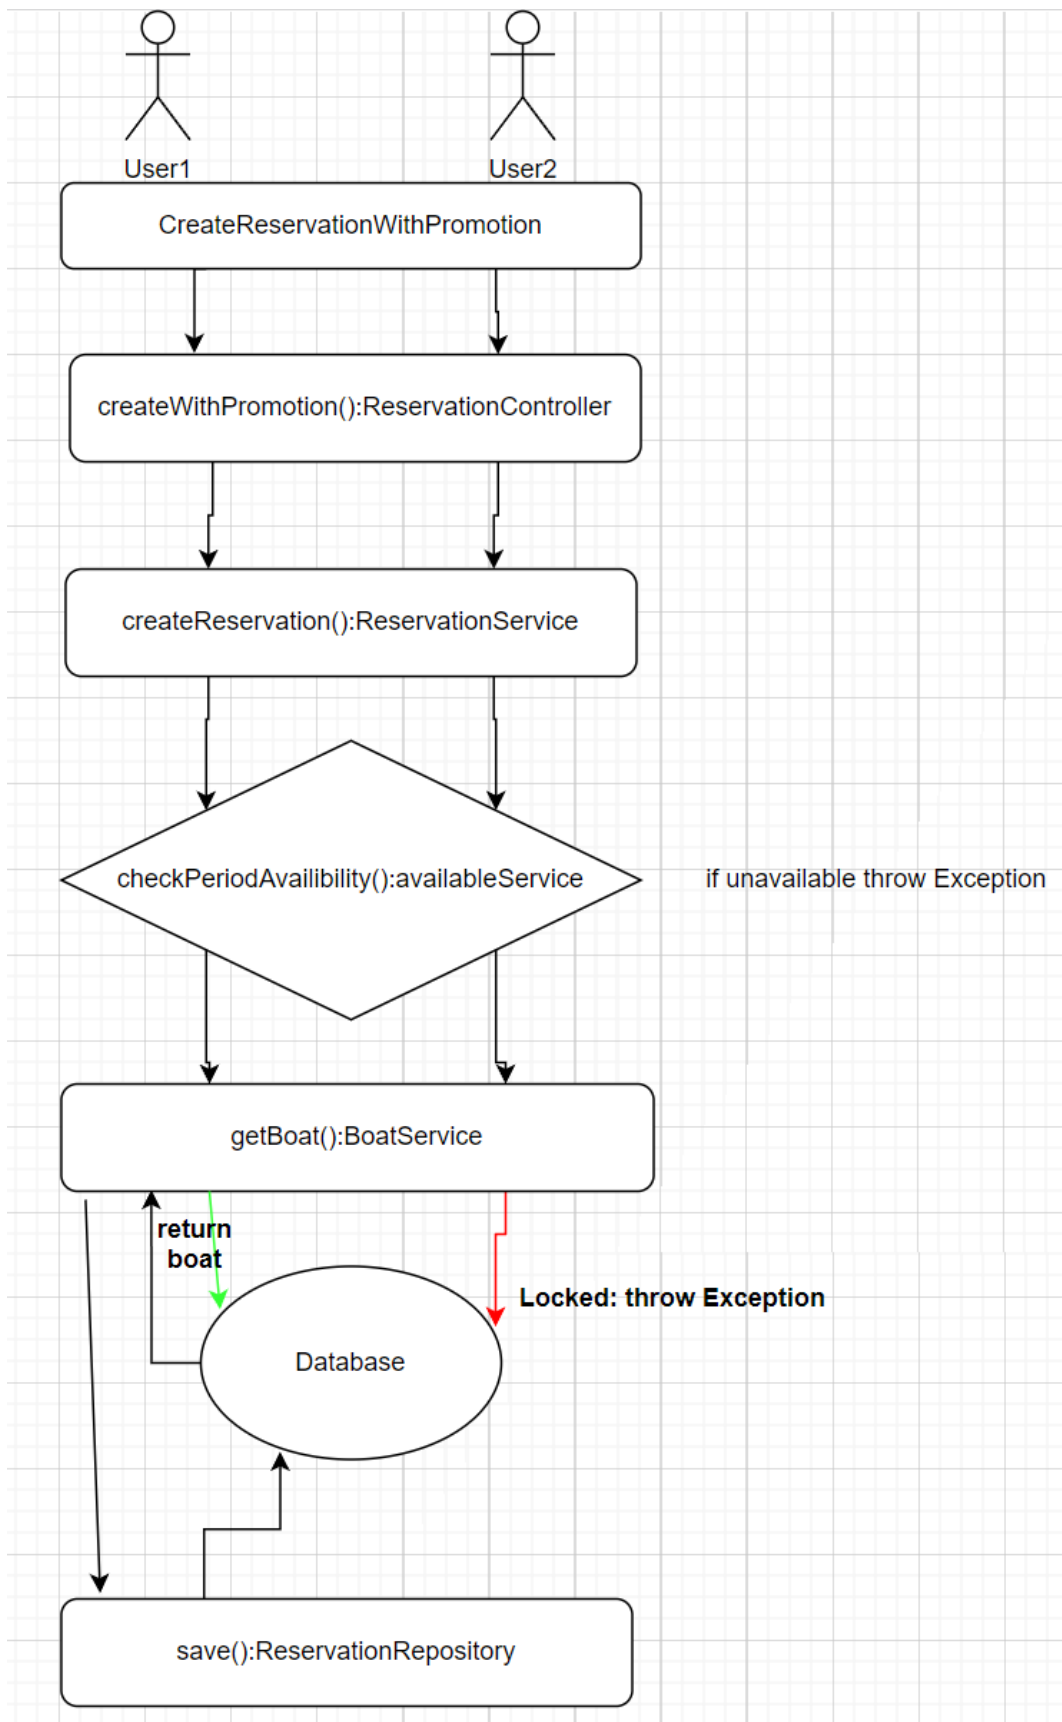 User1
User2
CreateReservationWithPromotion
createWithPromotion():ReservationController
createReservation():ReservationService
checkPeriodAvailibility():availableService
if unavailable throw Exception
getBoat():BoatService
return
boat
Locked: throw Exception
Database
save():ReservationRepository